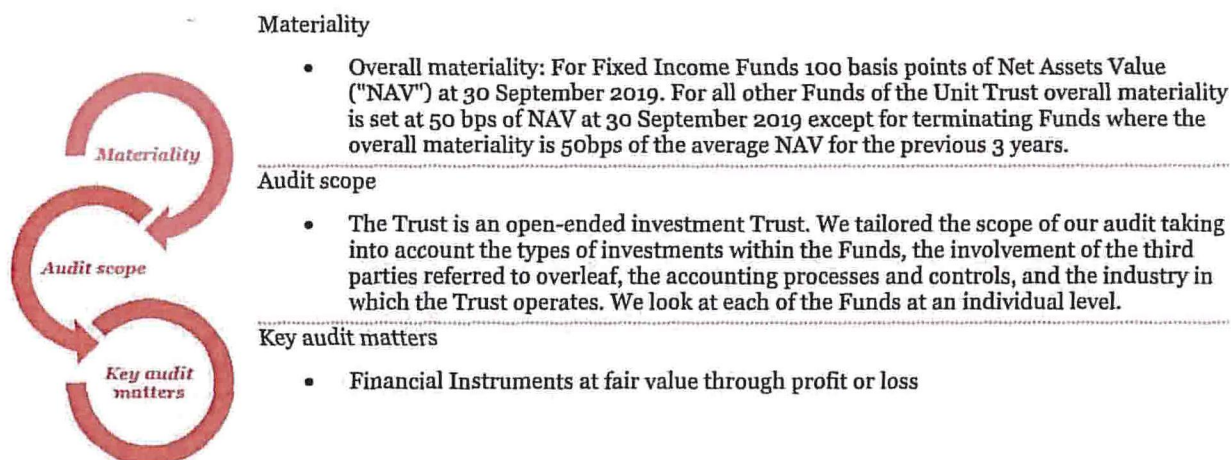 Materiality
• Overall materiality: For Fixed Income Funds 100 basis points of Net Assets Value
("NAV") at 30 September 2019. For all other Funds of the Unit Trust overall materiality
is set at 50 bps of NAV at 30 September 2019 except for terminating Funds where the
overall materiality is 50bps of the average NAV for the previous 3 years.
Materiality
Audit scope
• The Trust is an open-ended investment Trust. We tailored the scope of our audit taking
into account the types of investments within the Funds, the involvement of the third
parties referred to overleaf, the accounting processes and controls, and the industry in
which the Trust operates. We look at each of the Funds at an individual level.
Audit scope
Key audit matters
• Financial Instruments at fair value through profit or loss
Key audit
matters